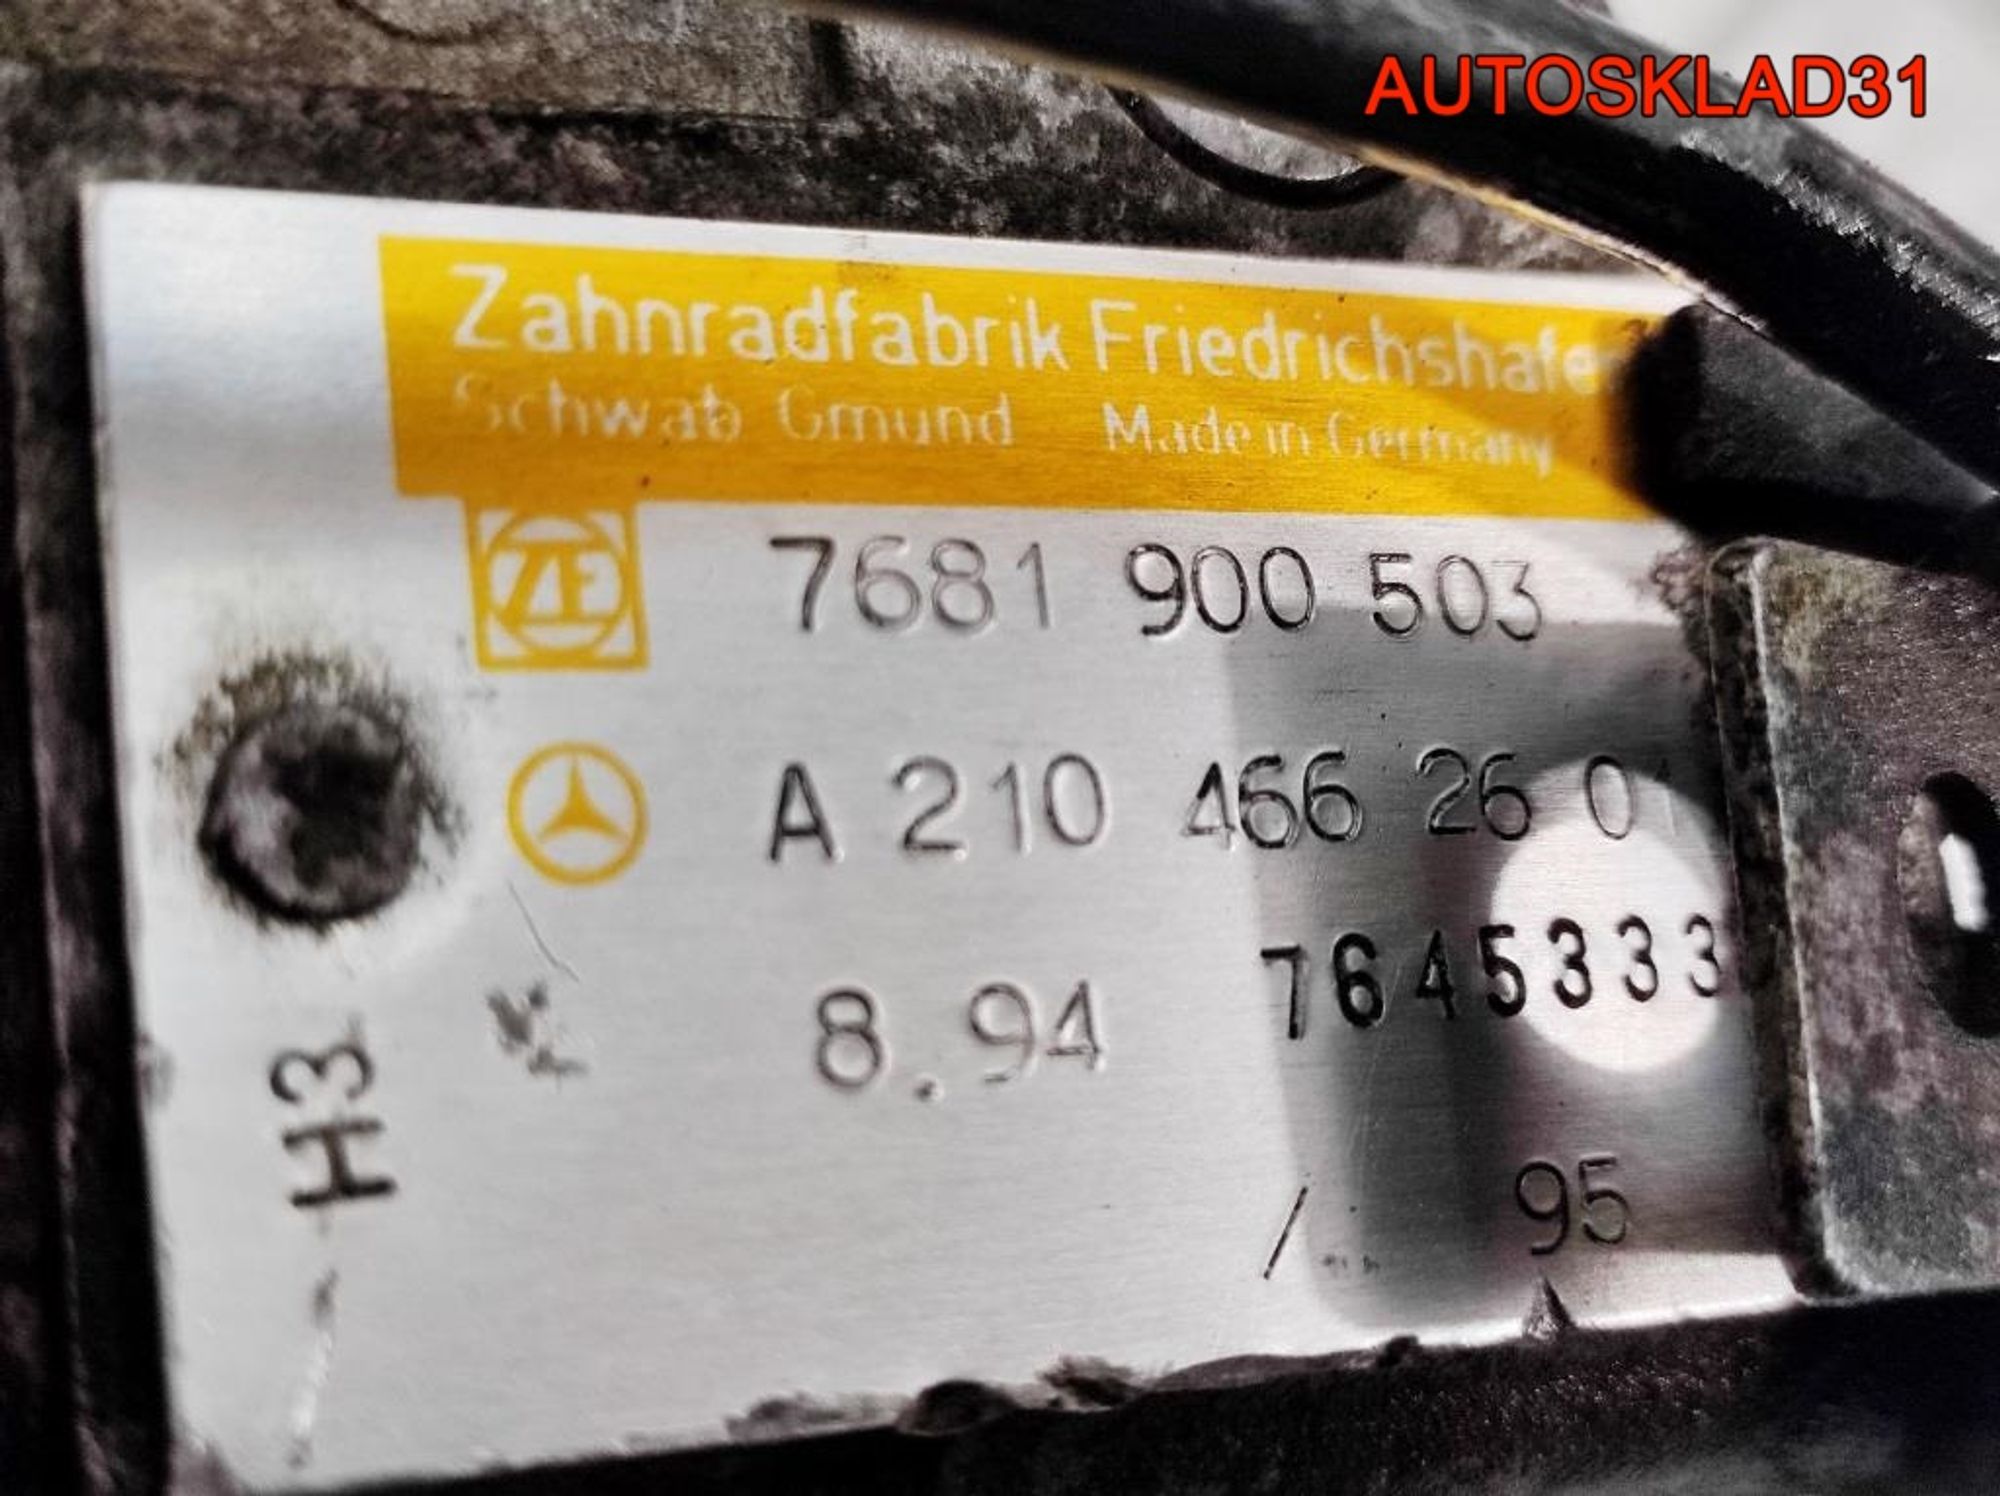 AUTOSKLAD31
Zahnradfabrik Friedrichshafen
Schwab Gmund Made in Germany
ZF 7681 900 503
A 210 466 26 01
7645333
8.94
H3
/ 95